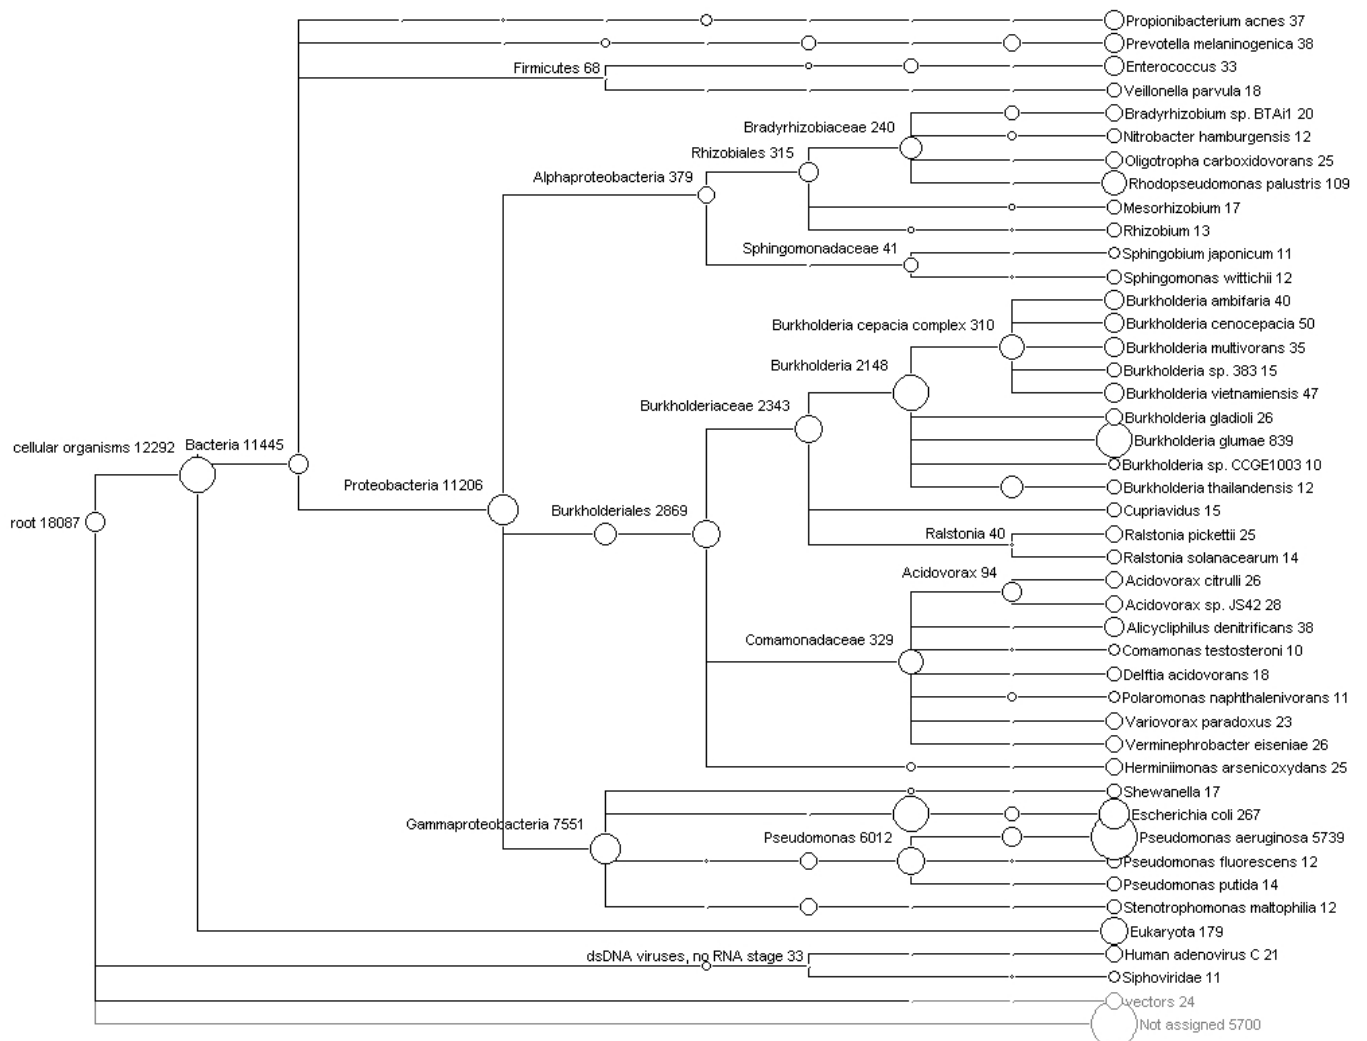 Propionibacterium acnes 37
Prevotella melaninogenica 38
Firmicutes 68
Enterococcus 33
Veillonella parvula 18
Bradyrhizobium sp. BTAi1 20
Bradyrhizobiaceae 240
Nitrobacter hamburgensis 12
Rhizobiales 315
Oligotropha carboxidovorans 25
Alphaproteobacteria 379
Rhodopseudomonas palustris 109
Mesorhizobium 17
Rhizobium 13
Sphingomonadaceae 41
Sphingobium japonicum 11
Sphingomonas wittichii 12
Burkholderia ambifaria 40
Burkholderia cepacia complex 310
Burkholderia cenocepacia 50
Burkholderia multivorans 35
Burkholderia 2148
Burkholderia sp. 383 15
Burkholderia vietnamiensis 47
Burkholderiaceae 2343
Burkholderia gladioli 26
cellular organisms 12292
Bacteria 11445
Burkholderia glumae 839
Burkholderia sp. CCGE1003 10
Proteobacteria 11206
Burkholderia thailandensis 12
Burkholderiales 2869
Cupriavidus 15
root 18087
Ralstonia 40
Ralstonia pickettii 25
Ralstonia solanacearum 14
Acidovorax 94
Acidovorax citrulli 26
Acidovorax sp. JS42 28
Alicycliphilus denitrificans 38
Comamonadaceae 329
Comamonas testosteroni 10
Delftia acidovorans 18
Polaromonas naphthalenivorans 11
Variovorax paradoxus 23
Verminephrobacter eiseniae 26
Herminiimonas arsenicoxydans 25
Shewanella 17
Escherichia coli 267
Gammaproteobacteria 7551
Pseudomonas 6012
Pseudomonas aeruginosa 5739
Pseudomonas fluorescens 12
Pseudomonas putida 14
Stenotrophomonas maltophilia 12
Eukaryota 179
dsDNA viruses, no RNA stage 33
Human adenovirus C 21
Siphoviridae 11
vectors 24
Not assigned 5700